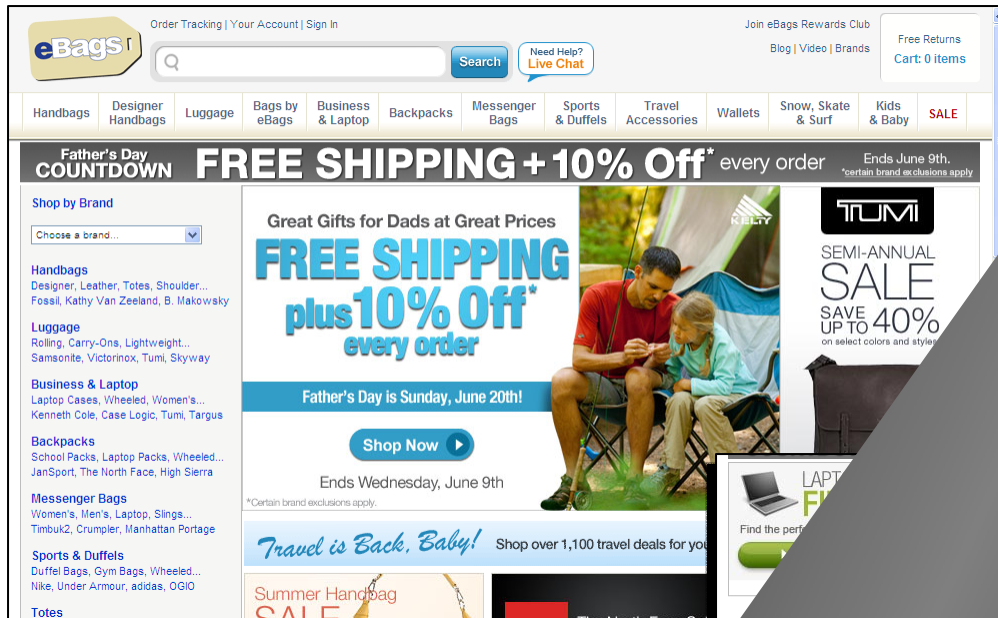 Order Tracking | Your Account | Sign In
Join eBags Rewards Club
Blog | Video | Brands
Free Returns
Cart: 0 items
eBags
Search
Need Help?
Live Chat
Handbags
Designer
Handbags
Luggage
Bags by
eBags
Business
& Laptop
Backpacks
Messenger
Bags
Sports
& Duffels
Travel
Accessories
Wallets
Snow, Skate
& Surf
Kids
& Baby
SALE
Father's Day
COUNTDOWN
FREE SHIPPING + 10% Off* every order
Ends June 9th.
*certain brand exclusions apply
Shop by Brand
Choose a brand...
Handbags
Designer, Leather, Totes, Shoulder...
Fossil, Kathy Van Zeeland, B. Makowsky
Luggage
Rolling, Carry-Ons, Lightweight...
Samsonite, Victorinox, Tumi, Skyway
Business & Laptop
Laptop Cases, Wheeled, Women's...
Kenneth Cole, Case Logic, Tumi, Targus
Backpacks
School Packs, Laptop Packs, Wheeled...
JanSport, The North Face, High Sierra
Messenger Bags
Women's, Men's, Laptop, Slings...
Timbuk2, Crumpler, Manhattan Portage
Sports & Duffels
Duffel Bags, Gym Bags, Wheeled...
Nike, Under Armour, adidas, OGIO
Totes
Great Gifts for Dads at Great Prices
FREE SHIPPING
plus 10% Off*
every order
Father's Day is Sunday, June 20th!
Shop Now
Ends Wednesday, June 9th
*Certain brand exclusions apply.
KELTY
TUMI
SEMI-ANNUAL
SALE
SAVE
UP TO 40%
on select colors and styles
Find the
Travel is Back, Baby!
Shop over 1,100 travel deals for you
Summer Handbag
SALE